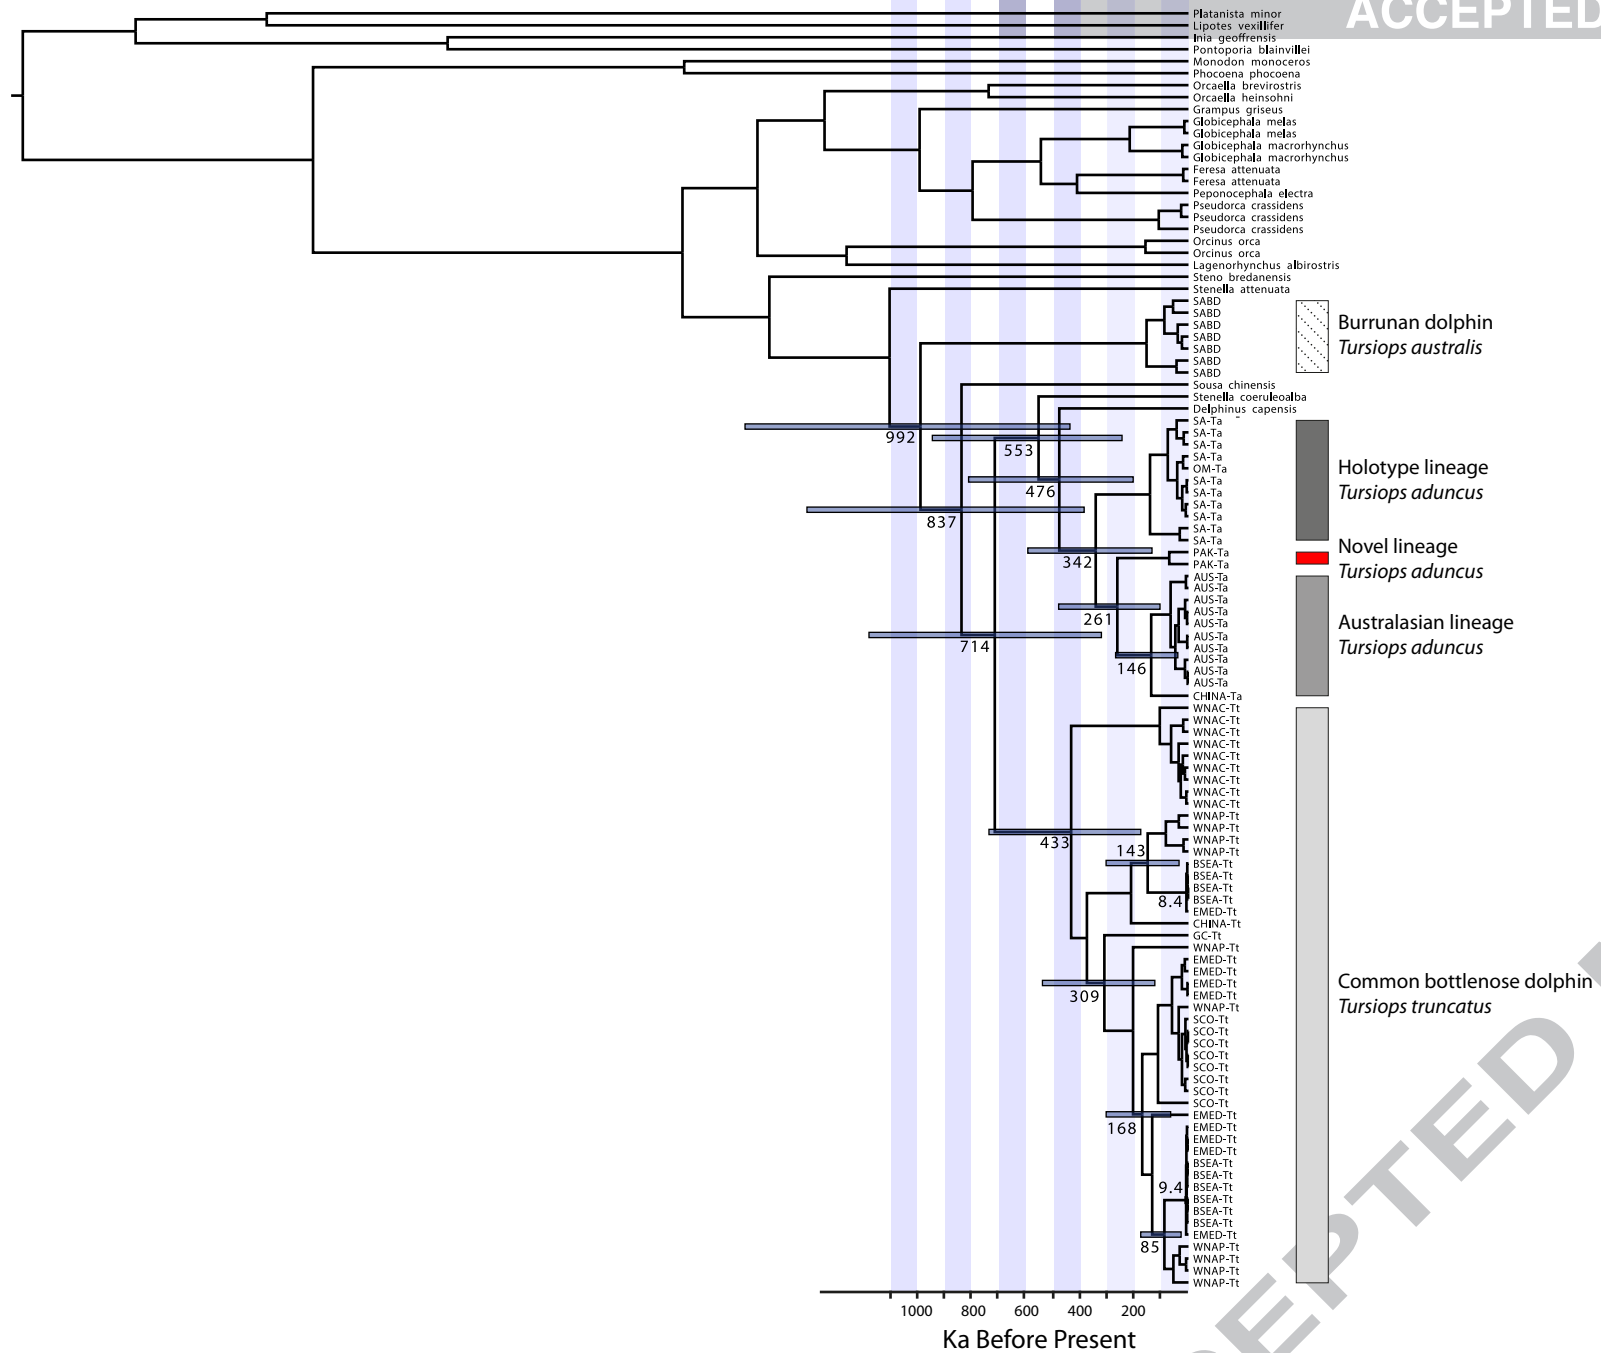 ACCEPTED
Platanista minor
Lipotes vexillifer
Inia geoffrensis
Pontoporia blainvillei
Monodon monoceros
Phocoena phocoena
Orcaella brevirostris
Orcaella heinsohni
Grampus griseus
Globicephala melas
Globicephala melas
Globicephala macrorhynchus
Globicephala macrorhynchus
Feresa attenuata
Feresa attenuata
Peponocephala electra
Pseudorca crassidens
Pseudorca crassidens
Pseudorca crassidens
Orcinus orca
Orcinus orca
Lagenorhynchus albirostris
Steno bredanensis
Stenella attenuata
SABD
SABD
SABD
SABD
SABD
SABD
SABD
Burrunan dolphin
Tursiops australis
Sousa chinensis
Stenella coeruleoalba
Delphinus capensis
SA-Ta
SA-Ta
SA-Ta
SA-Ta
OM-Ta
SA-Ta
SA-Ta
SA-Ta
SA-Ta
SA-Ta
SA-Ta
Holotype lineage
Tursiops aduncus
PAK-Ta
PAK-Ta
Novel lineage
Tursiops aduncus
AUS-Ta
AUS-Ta
AUS-Ta
AUS-Ta
AUS-Ta
AUS-Ta
AUS-Ta
AUS-Ta
AUS-Ta
AUS-Ta
CHINA-Ta
Australasian lineage
Tursiops aduncus
WNAC-Tt
WNAC-Tt
WNAC-Tt
WNAC-Tt
WNAC-Tt
WNAC-Tt
WNAC-Tt
WNAC-Tt
WNAC-Tt
WNAP-Tt
WNAP-Tt
WNAP-Tt
WNAP-Tt
BSEA-Tt
BSEA-Tt
BSEA-Tt
BSEA-Tt
EMED-Tt
CHINA-Tt
GC-Tt
WNAP-Tt
EMED-Tt
EMED-Tt
EMED-Tt
EMED-Tt
WNAP-Tt
SCO-Tt
SCO-Tt
SCO-Tt
SCO-Tt
SCO-Tt
SCO-Tt
SCO-Tt
SCO-Tt
EMED-Tt
EMED-Tt
EMED-Tt
EMED-Tt
BSEA-Tt
BSEA-Tt
BSEA-Tt
BSEA-Tt
BSEA-Tt
BSEA-Tt
EMED-Tt
WNAP-Tt
WNAP-Tt
WNAP-Tt
WNAP-Tt
Common bottlenose dolphin
Tursiops truncatus
992
553
476
837
342
261
714
146
433
143
8.4
309
168
9.4
85
1000 800 600 400 200
Ka Before Present